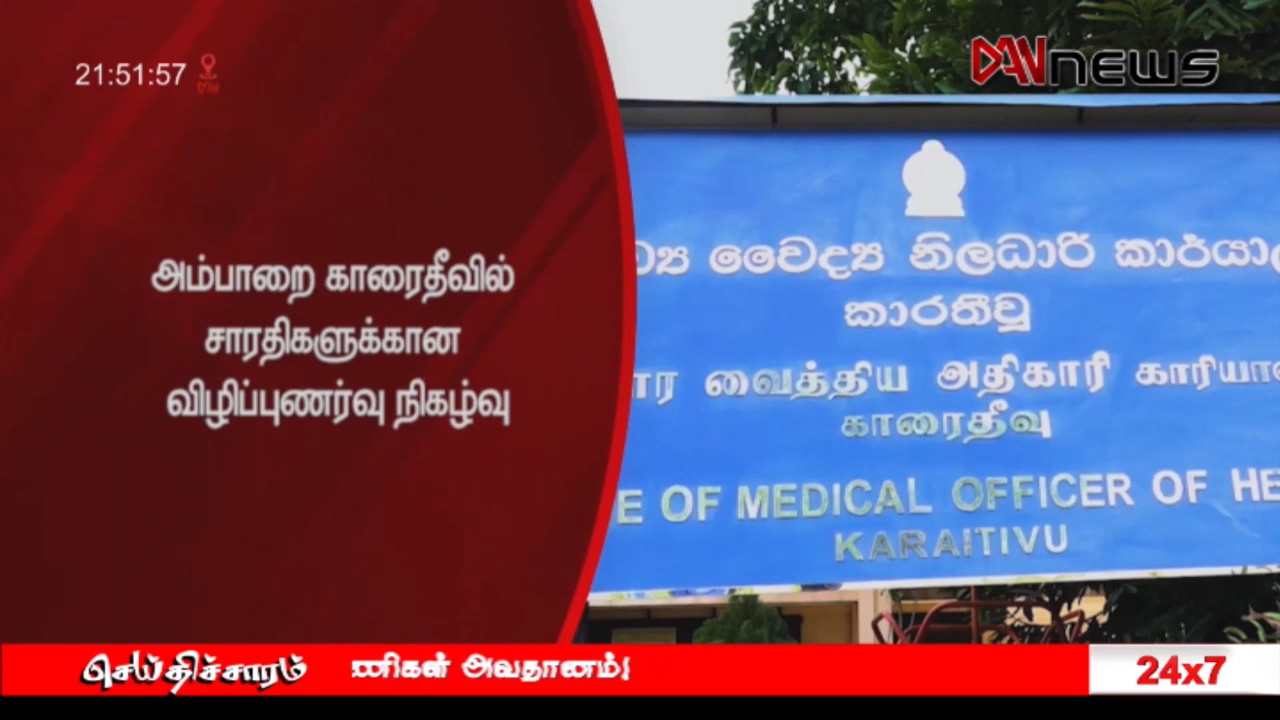 21:51:57
DAN news
அம்பாறை காரைதீவில்
சாரதிகளுக்கான
விழிப்புணர்வு நிகழ்வு
වෛද්‍ය නිලධාරි
කාරතීවු
வைத்திய அதிகாரி
காரைதீவு
OF MEDICAL OFFICER OF
KARAITIVU
செய்திச்சாரம்
அவதானம்
24x7